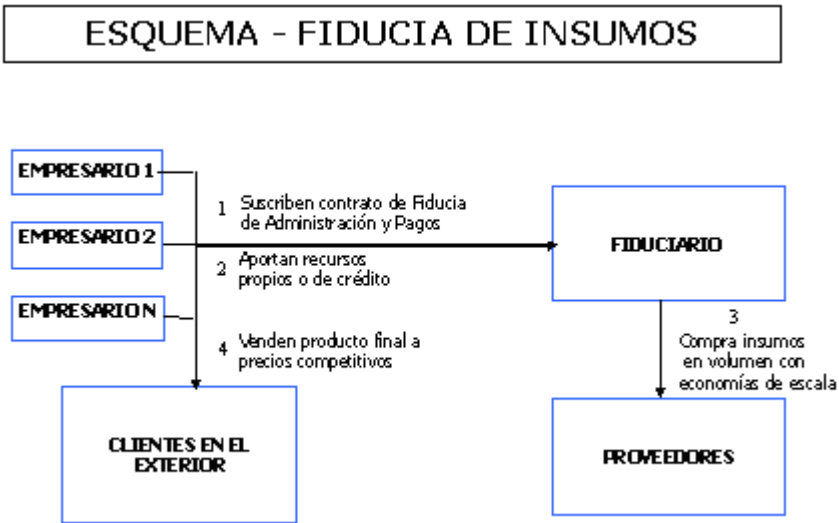 ESQUEMA - FIDUCIA DE INSUMOS
EMPRESARIO 1
EMPRESARIO 2
EMPRESARIO N
1 Suscriben contrato de Fiducia
de Administración y Pagos
2 Aportan recursos
propios o de crédito
FIDUCIARIO
3
Compra insumos
en volumen con
economías de escala
4 Venden producto final a
precios competitivos
CLIENTES EN EL
EXTERIOR
PROVEEDORES